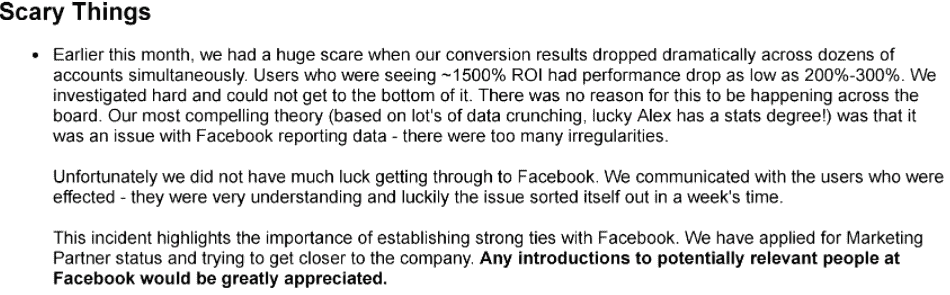 Scary Things
• Earlier this month, we had a huge scare when our conversion results dropped dramatically across dozens of
accounts simultaneously. Users who were seeing ~1500% ROI had performance drop as low as 200%-300%. We
investigated hard and could not get to the bottom of it. There was no reason for this to be happening across the
board. Our most compelling theory (based on lot's of data crunching, lucky Alex has a stats degree!) was that it
was an issue with Facebook reporting data - there were too many irregularities.
Unfortunately we did not have much luck getting through to Facebook. We communicated with the users who were
effected - they were very understanding and luckily the issue sorted itself out in a week's time.
This incident highlights the importance of establishing strong ties with Facebook. We have applied for Marketing
Partner status and trying to get closer to the company. Any introductions to potentially relevant people at
Facebook would be greatly appreciated.